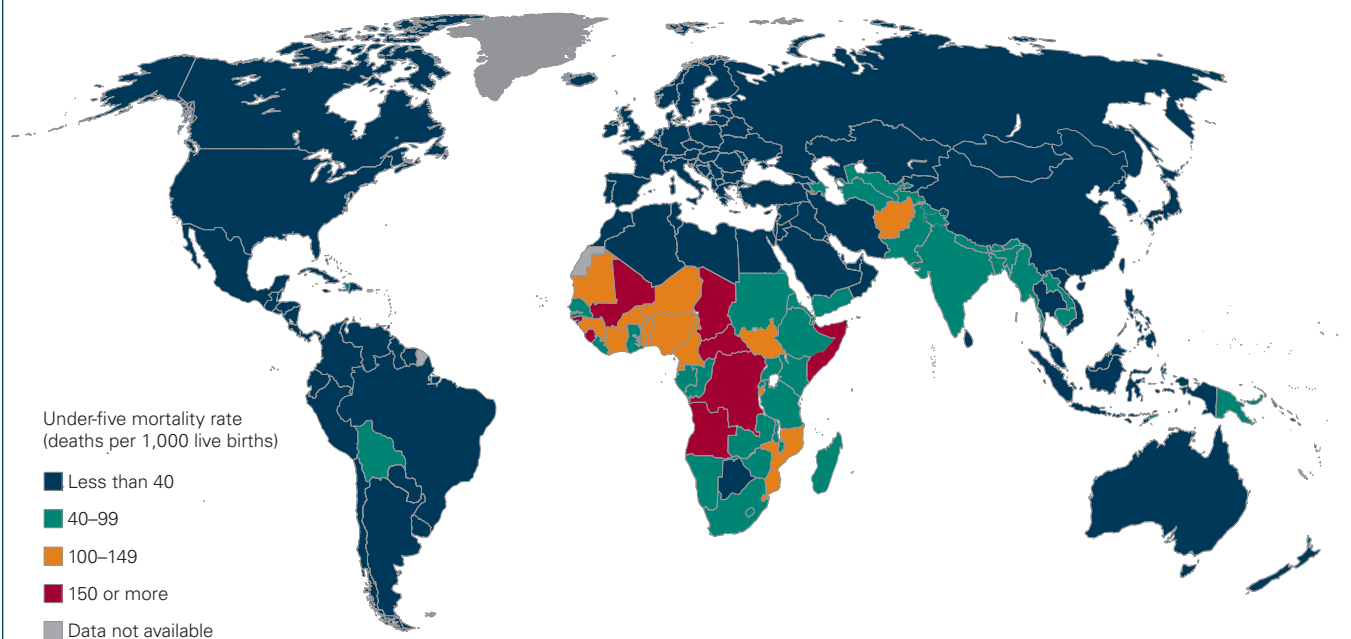 Under-five mortality rate
(deaths per 1,000 live births)
Less than 40
40–99
100–149
150 or more
Data not available